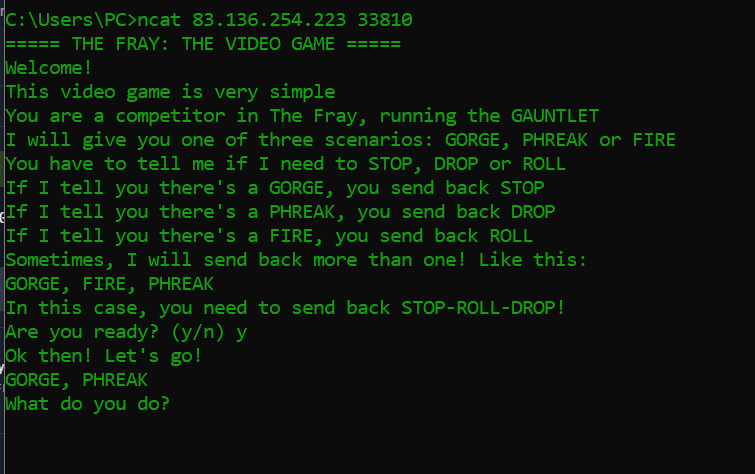 C:\Users\PC>ncat 83.136.254.223 33810
===== THE FRAY: THE VIDEO GAME =====
Welcome!
This video game is very simple
You are a competitor in The Fray, running the GAUNTLET
I will give you one of three scenarios: GORGE, PHREAK or FIRE
You have to tell me if I need to STOP, DROP or ROLL
If I tell you there's a GORGE, you send back STOP
If I tell you there's a PHREAK, you send back DROP
If I tell you there's a FIRE, you send back ROLL
Sometimes, I will send back more than one! Like this:
GORGE, FIRE, PHREAK
In this case, you need to send back STOP-ROLL-DROP!
Are you ready? (y/n) y
Ok then! Let's go!
GORGE, PHREAK
What do you do?